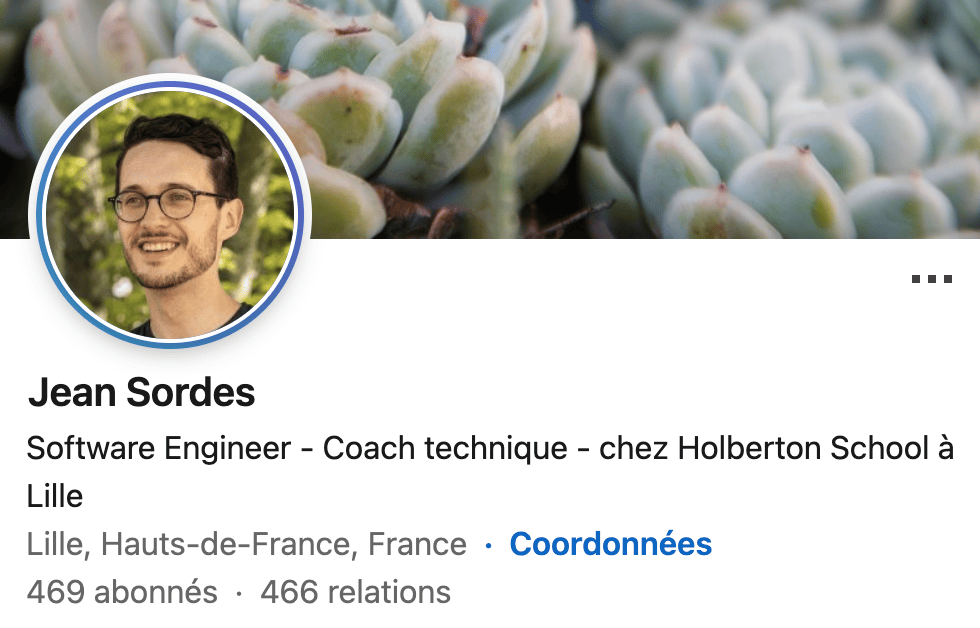 Jean Sordes
Software Engineer - Coach technique - chez Holberton School à
Lille
Lille, Hauts-de-France, France · Coordonnées
469 abonnés · 466 relations